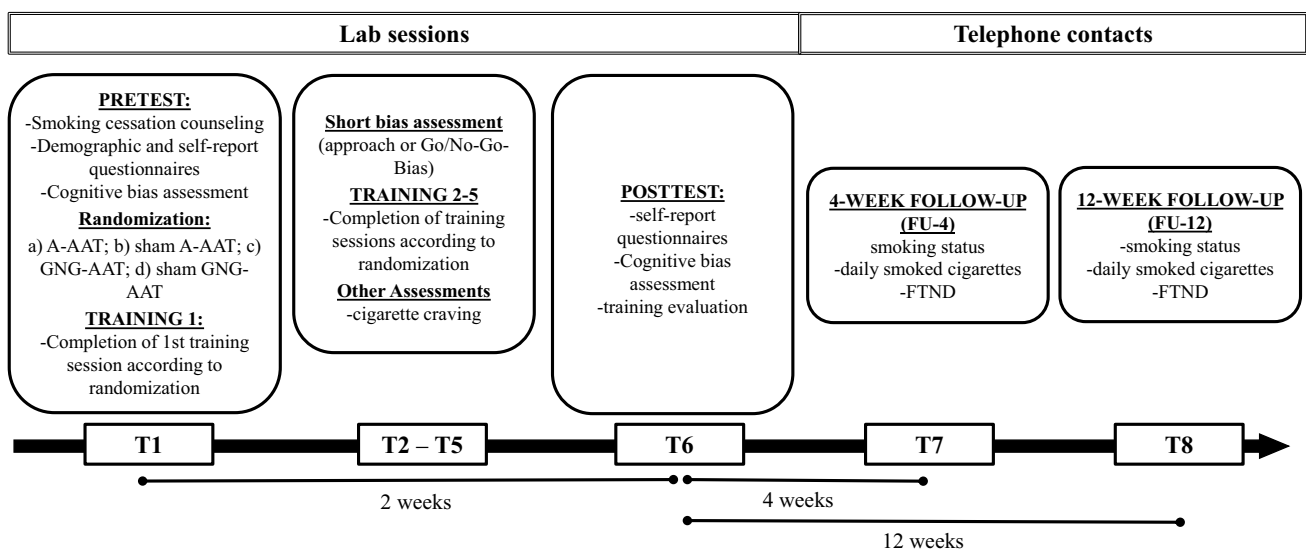 Lab sessions
Telephone contacts
PRETEST:
-Smoking cessation counseling
-Demographic and self-report
questionnaires
-Cognitive bias assessment
Randomization:
a) A-AAT; b) sham A-AAT; c)
GNG-AAT; d) sham GNG-
AAT
TRAINING 1:
-Completion of 1st training
session according to
randomization
Short bias assessment
(approach or Go/No-Go-
Bias)
TRAINING 2-5
-Completion of training
sessions according to
randomization
Other Assessments
-cigarette craving
POSTTEST:
-self-report
questionnaires
-Cognitive bias
assessment
-training evaluation
4-WEEK FOLLOW-UP
(FU-4)
smoking status
-daily smoked cigarettes
-FTND
12-WEEK FOLLOW-UP
(FU-12)
-smoking status
-daily smoked cigarettes
-FTND
T1
T2 – T5
T6
T7
T8
2 weeks
4 weeks
12 weeks